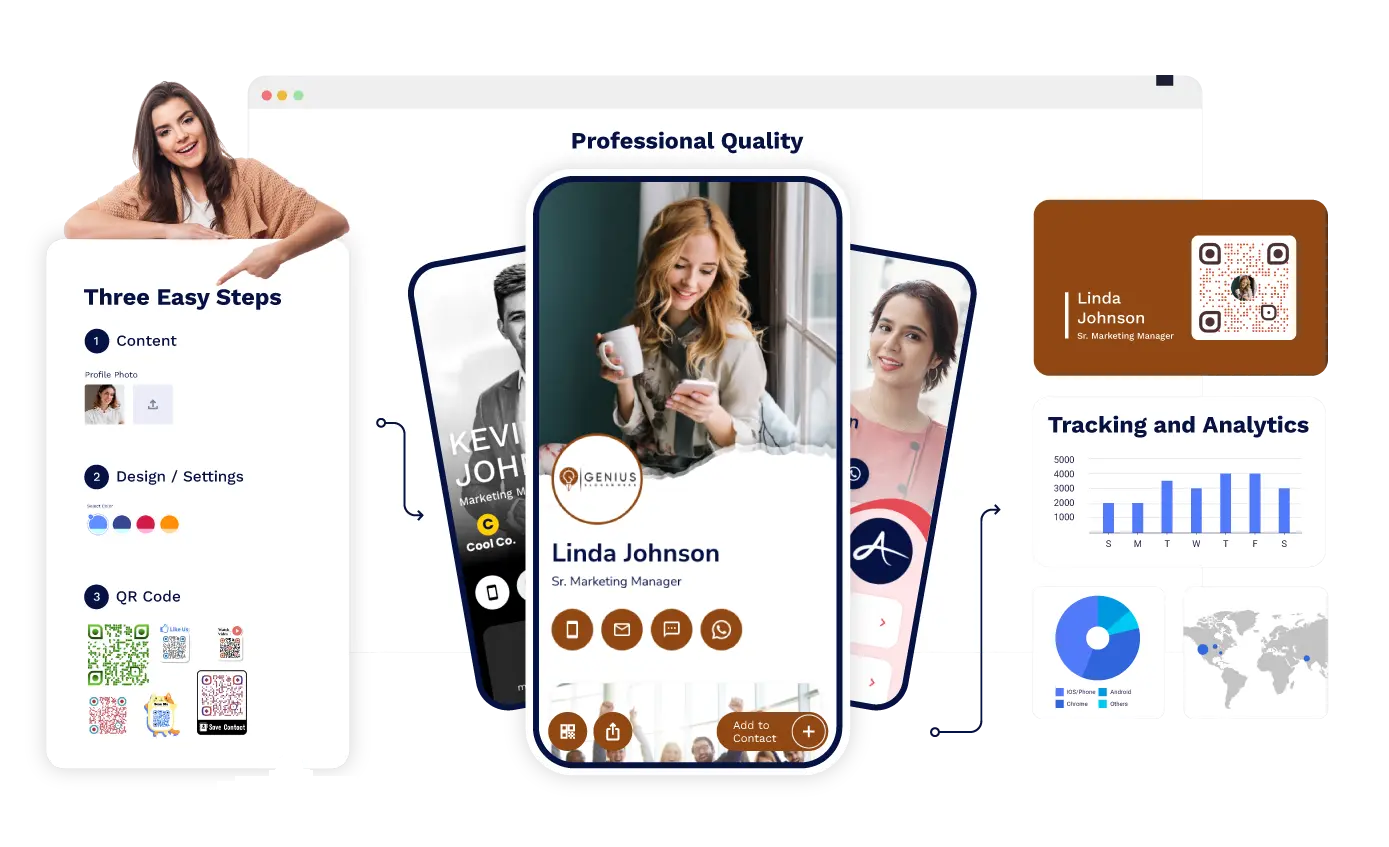 Professional Quality
Three Easy Steps
1 Content
Profile Photo
2 Design / Settings
Select Color
3 QR Code
Like Us
Watch
Video
Save Contact
KEVI
JOH
Marketing M
C
Cool Co.
m
GENIUS
Linda Johnson
Sr. Marketing Manager
Add to
Contact
n
Linda
Johnson
Sr. Marketing Manager
Tracking and Analytics
5000
4000
3000
2000
1000
S M T W T F S
IOS/Phone Android
Chrome Others